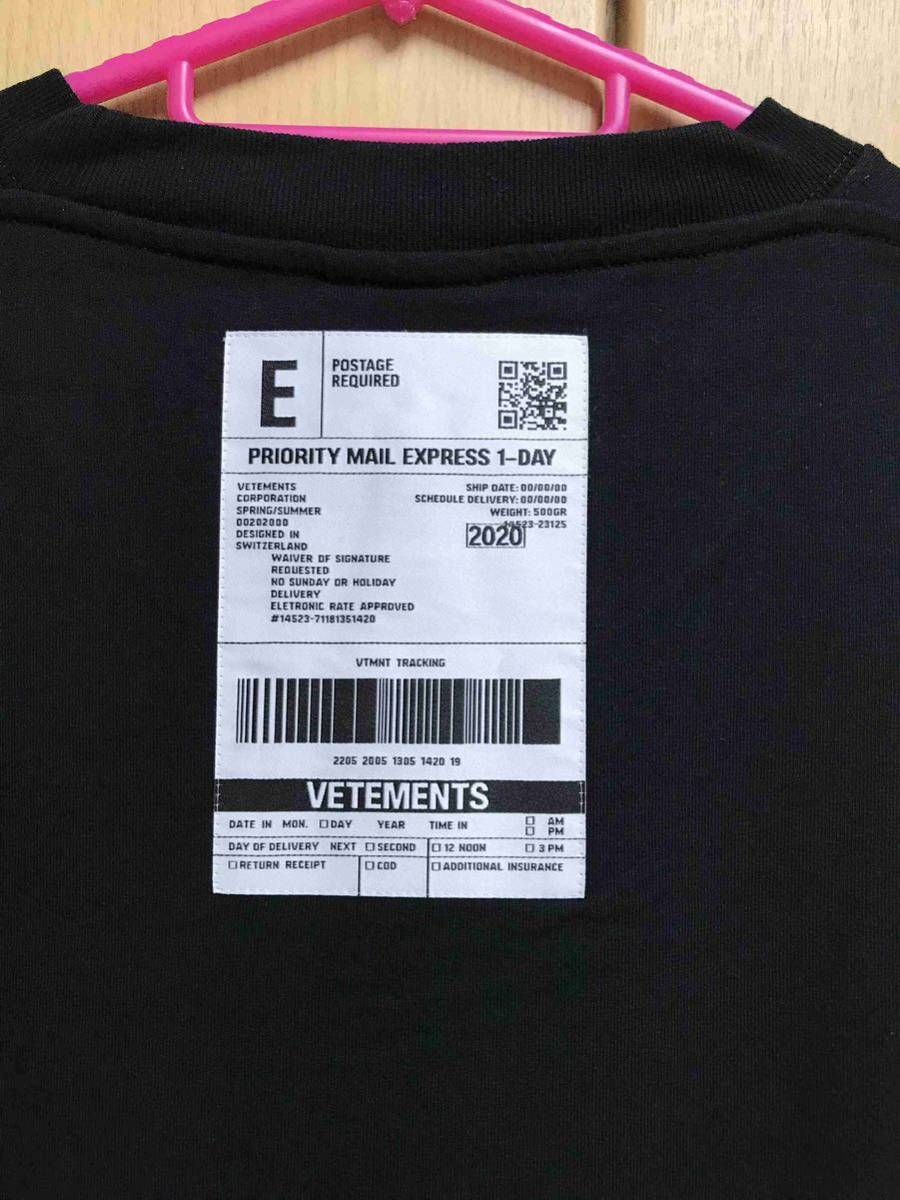 E
POSTAGE
REQUIRED
PRIORITY MAIL EXPRESS 1-DAY
VETEMENTS
CORPORATION
SPRING/SUMMER
00202000
DESIGNED IN
SWITZERLAND
SHIP DATE: 00/00/00
SCHEDULE DELIVERY: 00/00/00
WEIGHT: 500GR
14523-23125
2020
WAIVER OF SIGNATURE
REQUESTED
NO SUNDAY OR HOLIDAY
DELIVERY
ELETRONIC RATE APPROVED
#14523-71181351420
VTMNT TRACKING
2205 2005 1305 1420 19
VETEMENTS
DATE IN MON. DAY YEAR TIME IN AM
PM
DAY OF DELIVERY NEXT SECOND 12 NOON 3 PM
RETURN RECEIPT COD ADDITIONAL INSURANCE